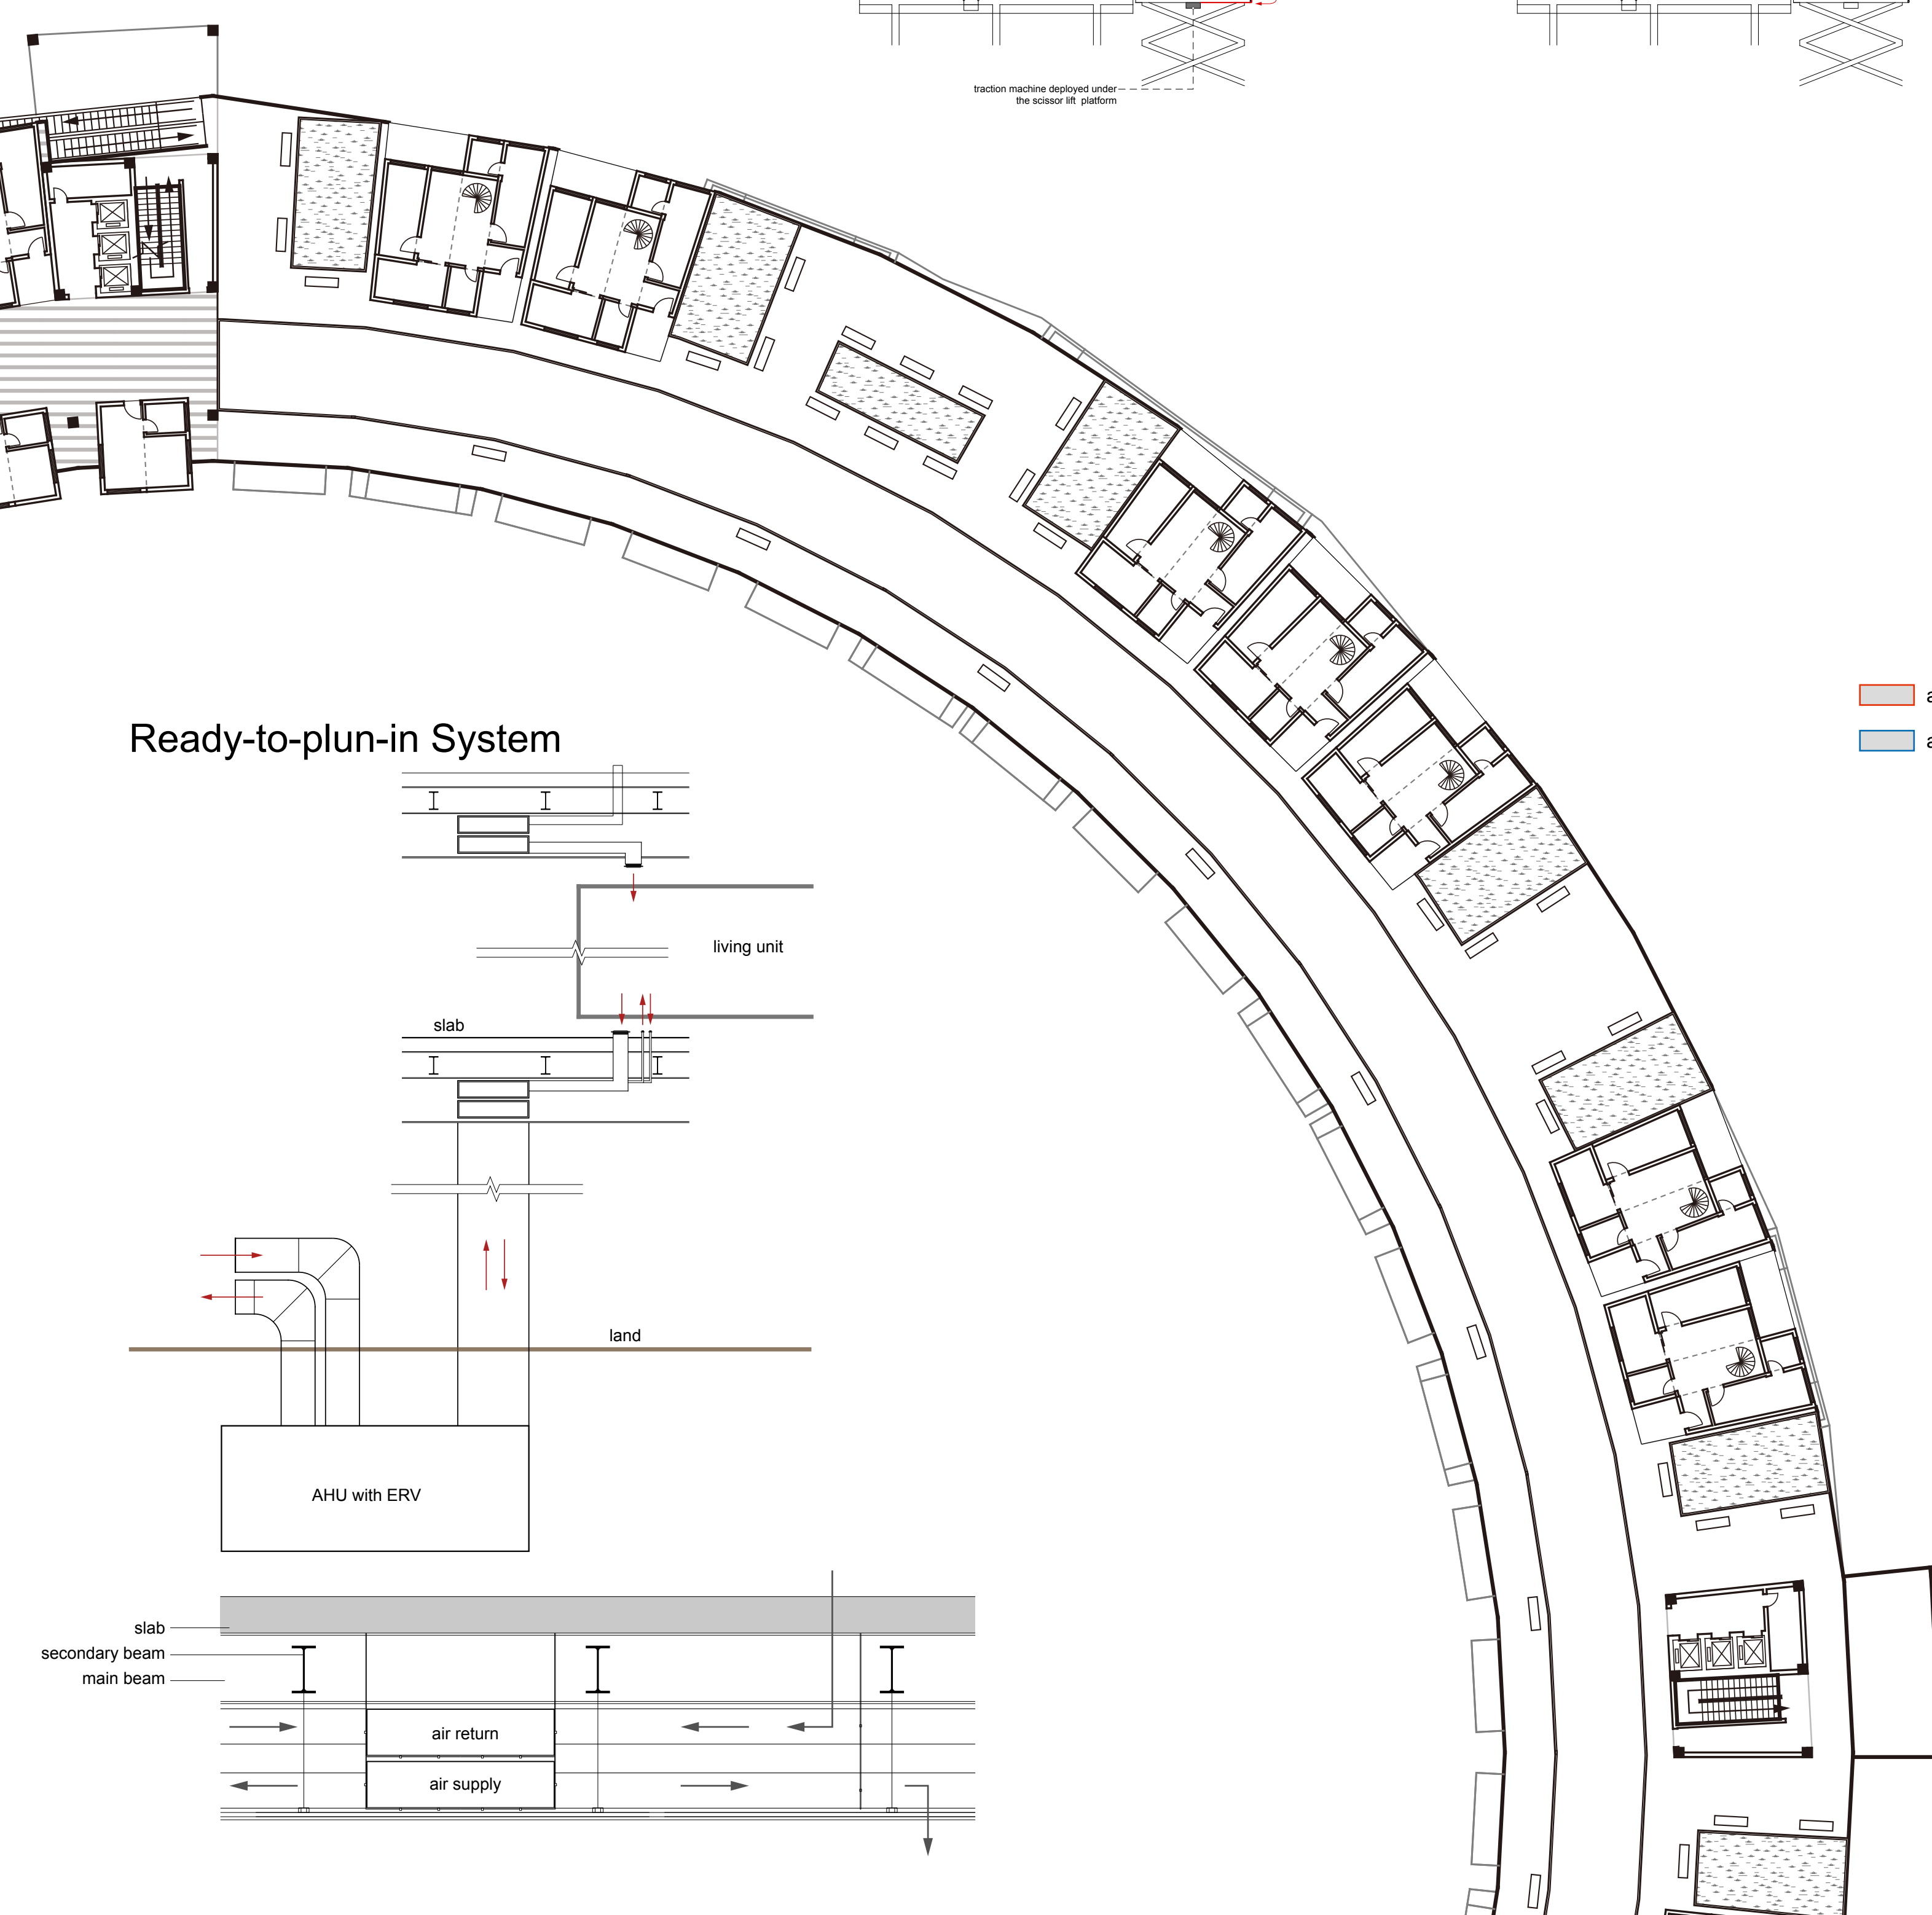 traction machine deployed under
the scissor lift platform
a
a
Ready-to-plun-in System
living unit
slab
land
AHU with ERV
slab
secondary beam
main beam
air return
air supply